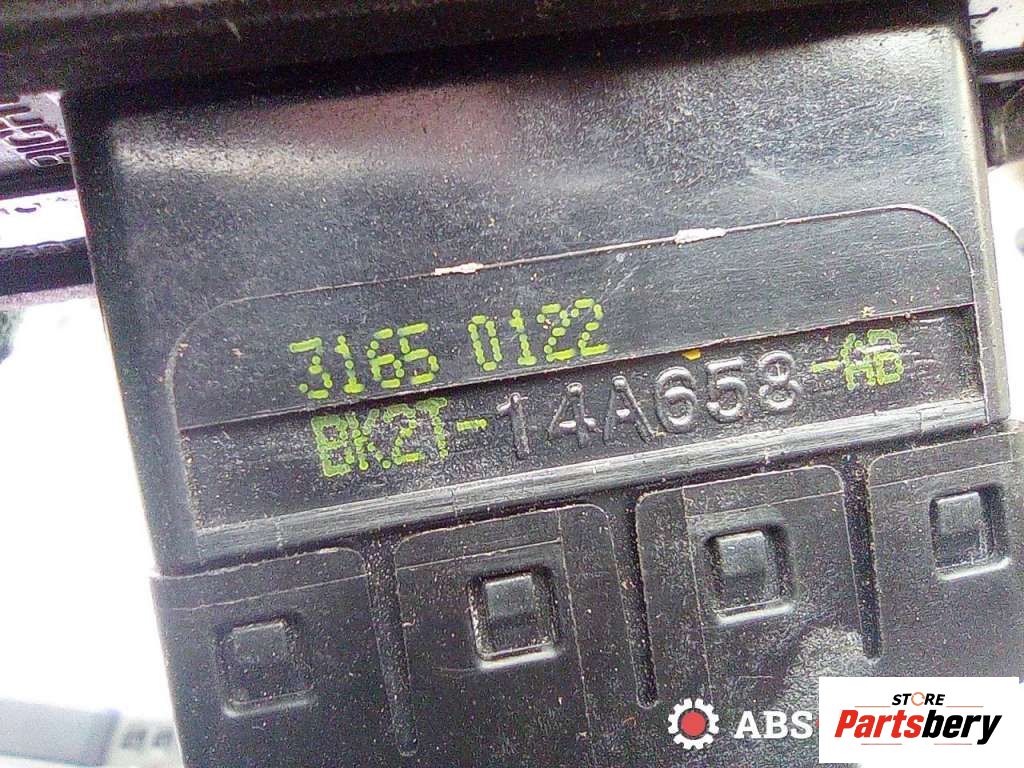 3165 0122
BK2T-14A658-AB
ABS
STORE
Partsbery